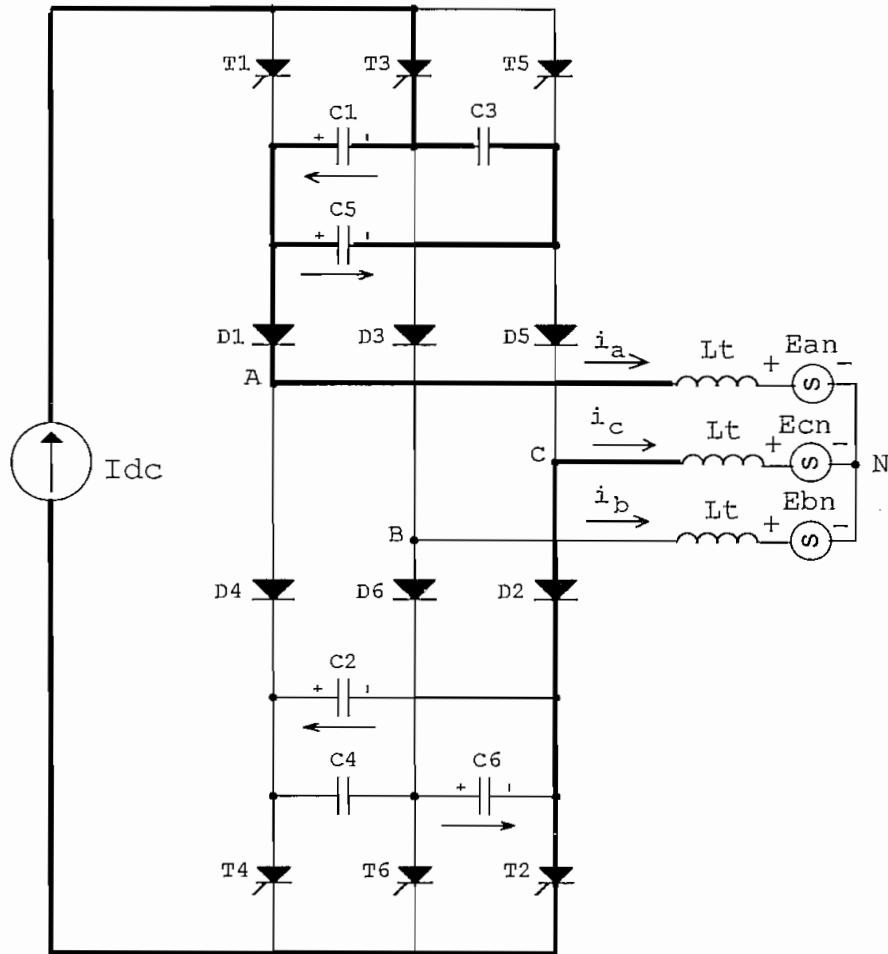 T1 T3 T5
C1 C3
+ -
C5
+ -
D1 D3 D5
i_a Lt + Ean -
A
Idc
i_c Lt + Ecn -
C N
i_b Lt + Ebn -
B
S
S
S
D4 D6 D2
C2
+ -
C4 C6
+ -
T4 T6 T2